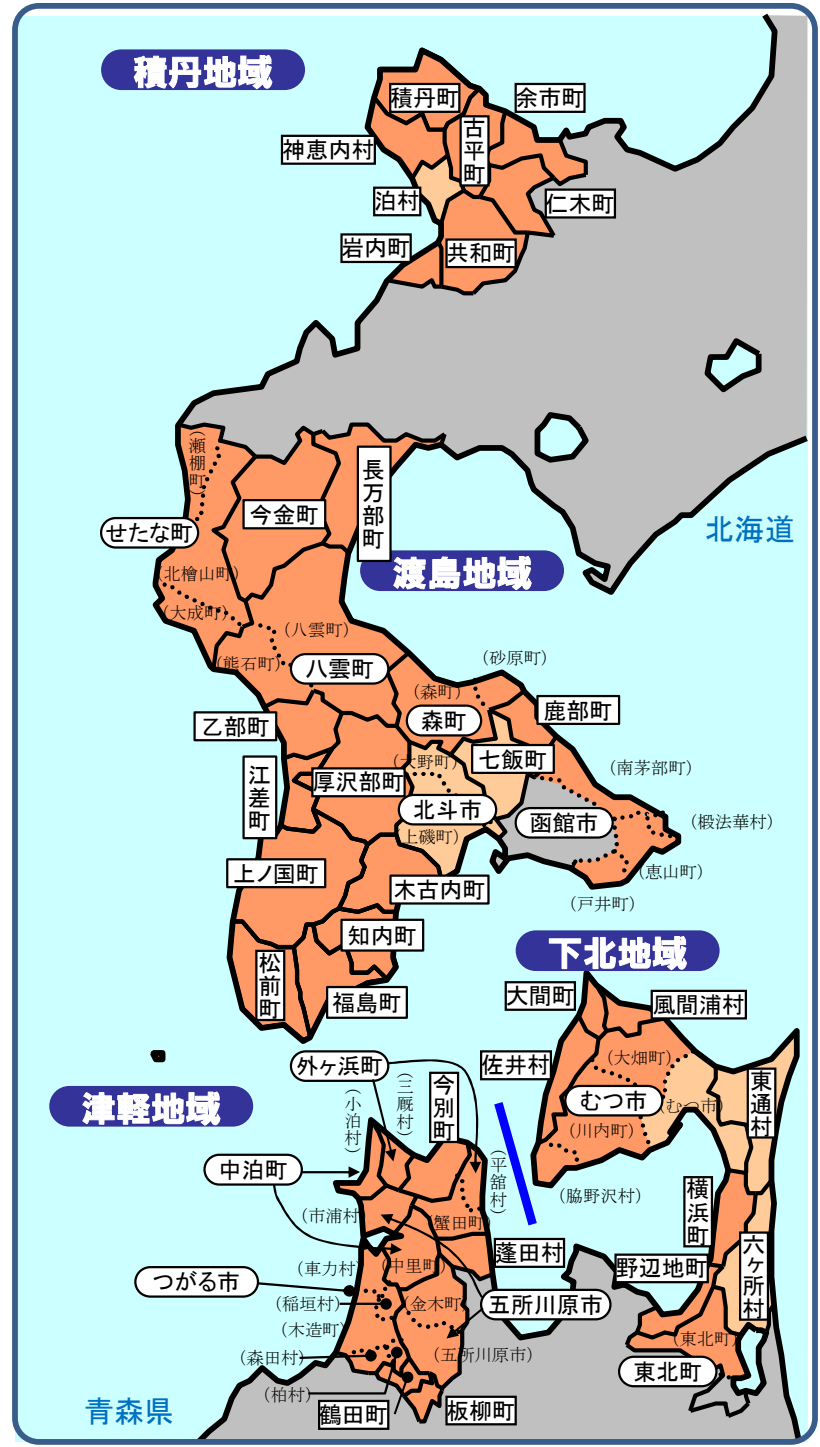 積丹地域
積丹町
余市町
古平町
神恵内村
泊村
仁木町
岩内町
共和町
北海道
(瀬棚町)
長万部町
今金町
せたな町
渡島地域
(北檜山町)
(大成町)
(八雲町)
(熊石町)
八雲町
(砂原町)
(森町)
森町
鹿部町
乙部町
七飯町
(大野町)
(南茅部町)
江差町
厚沢部町
北斗市
函館市
(椴法華村)
(上磯町)
上ノ国町
木古内町
(恵山町)
(戸井町)
知内町
松前町
福島町
下北地域
大間町
風間浦村
佐井村
(大畑町)
むつ市
(むつ市)
東通村
(川内町)
(脇野沢村)
横浜町
野辺地町
六ヶ所村
(東北町)
東北町
津軽地域
外ヶ浜町
(小泊村)
(三厩村)
今別町
中泊町
(平舘村)
(市浦村)
(蟹田町)
蓬田村
(車力村)
(中里町)
つがる市
(稲垣村)
(金木町)
五所川原市
(木造町)
(森田村)
(五所川原市)
(柏村)
鶴田町
板柳町
青森県